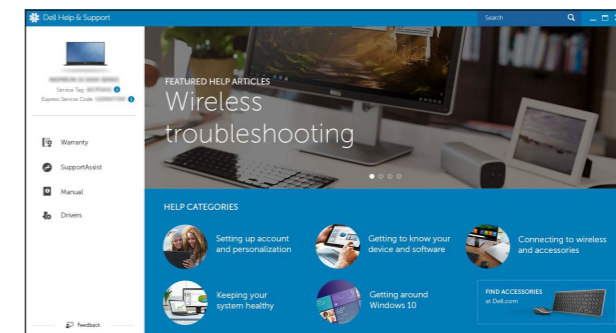 Dell Help & Support
Search
Service Tag:
Express Service Code:
Warranty
SupportAssist
Manual
Drivers
Feedback
FEATURED HELP ARTICLES
Wireless
troubleshooting
HELP CATEGORIES
Setting up account
and personalization
Getting to know your
device and software
Connecting to wireless
and accessories
Keeping your
system healthy
Getting around
Windows 10
FIND ACCESSORIES
at Dell.com